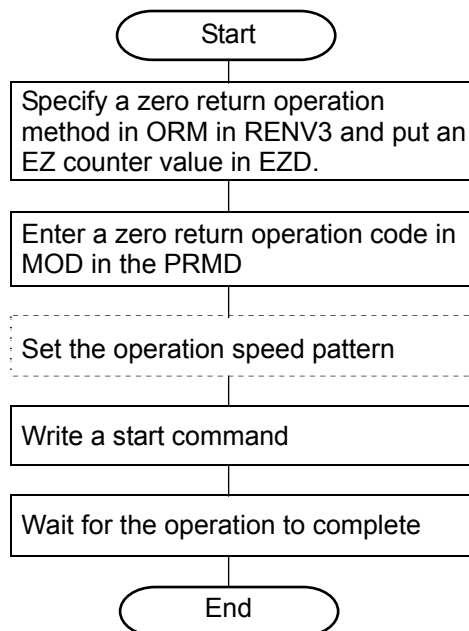 Start
Specify a zero return operation
method in ORM in RENV3 and put an
EZ counter value in EZD.
Enter a zero return operation code in
MOD in the PRMD
Set the operation speed pattern
Write a start command
Wait for the operation to complete
End